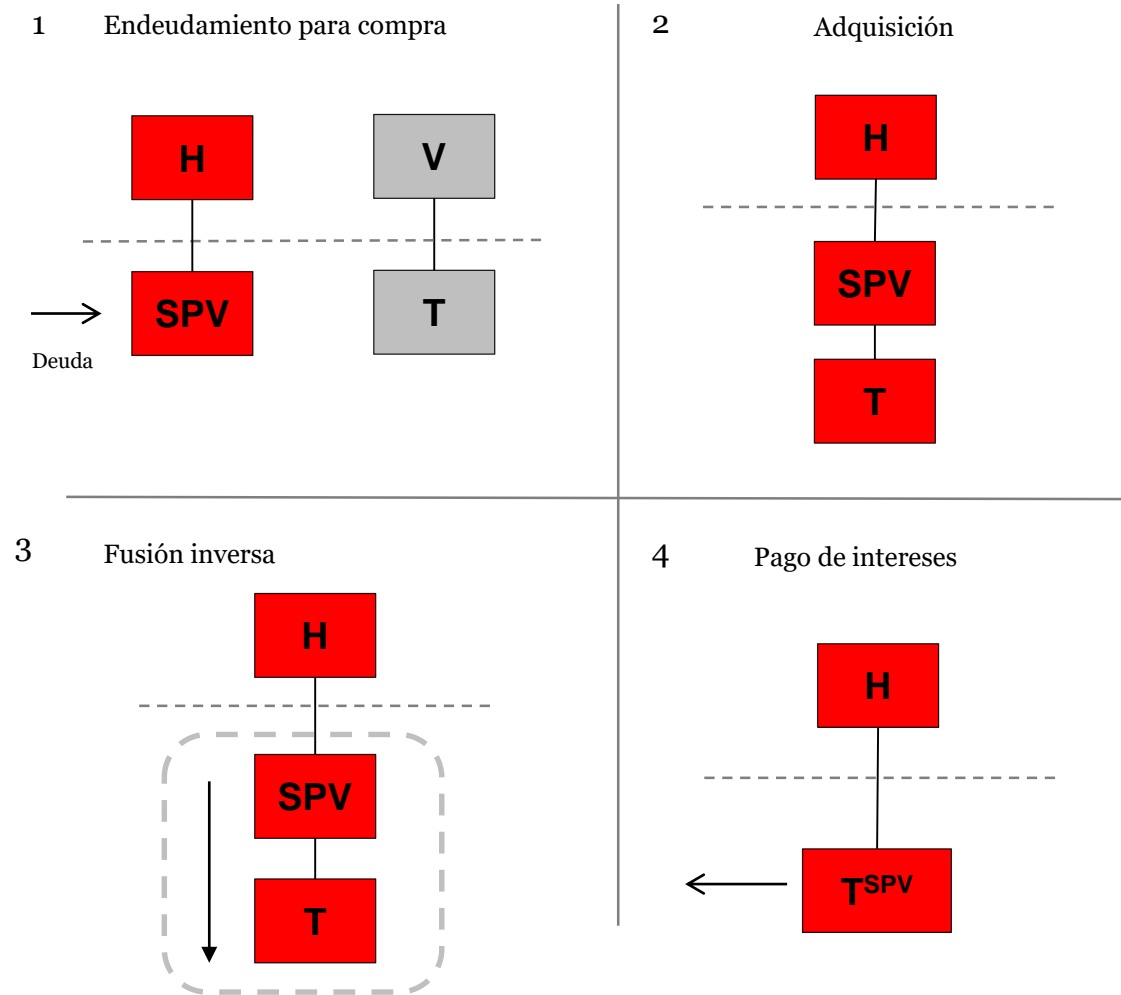 1 Endeudamiento para compra
H V
SPV T
Deuda
2 Adquisición
H
SPV
T
3 Fusión inversa
H
SPV
T
4 Pago de intereses
H
T^SPV